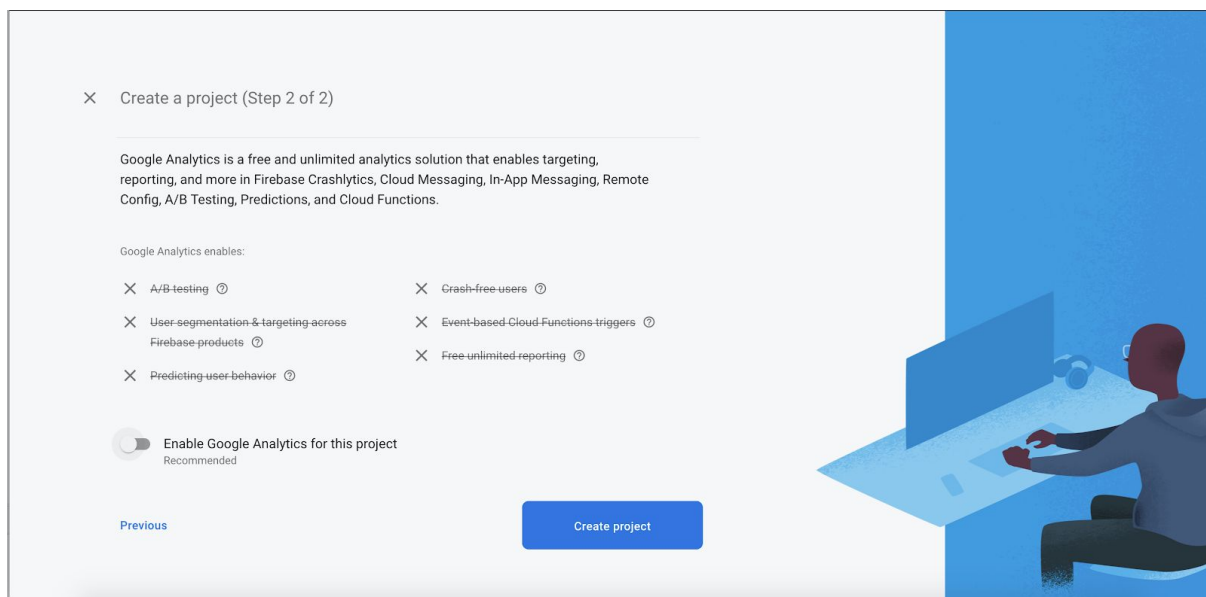 Create a project (Step 2 of 2)
Google Analytics is a free and unlimited analytics solution that enables targeting,
reporting, and more in Firebase Crashlytics, Cloud Messaging, In-App Messaging, Remote
Config, A/B Testing, Predictions, and Cloud Functions.
Google Analytics enables:
A/B testing
User segmentation & targeting across
Firebase products
Predicting user behavior
Crash-free users
Event-based Cloud Functions triggers
Free unlimited reporting
Enable Google Analytics for this project
Recommended
Previous
Create project